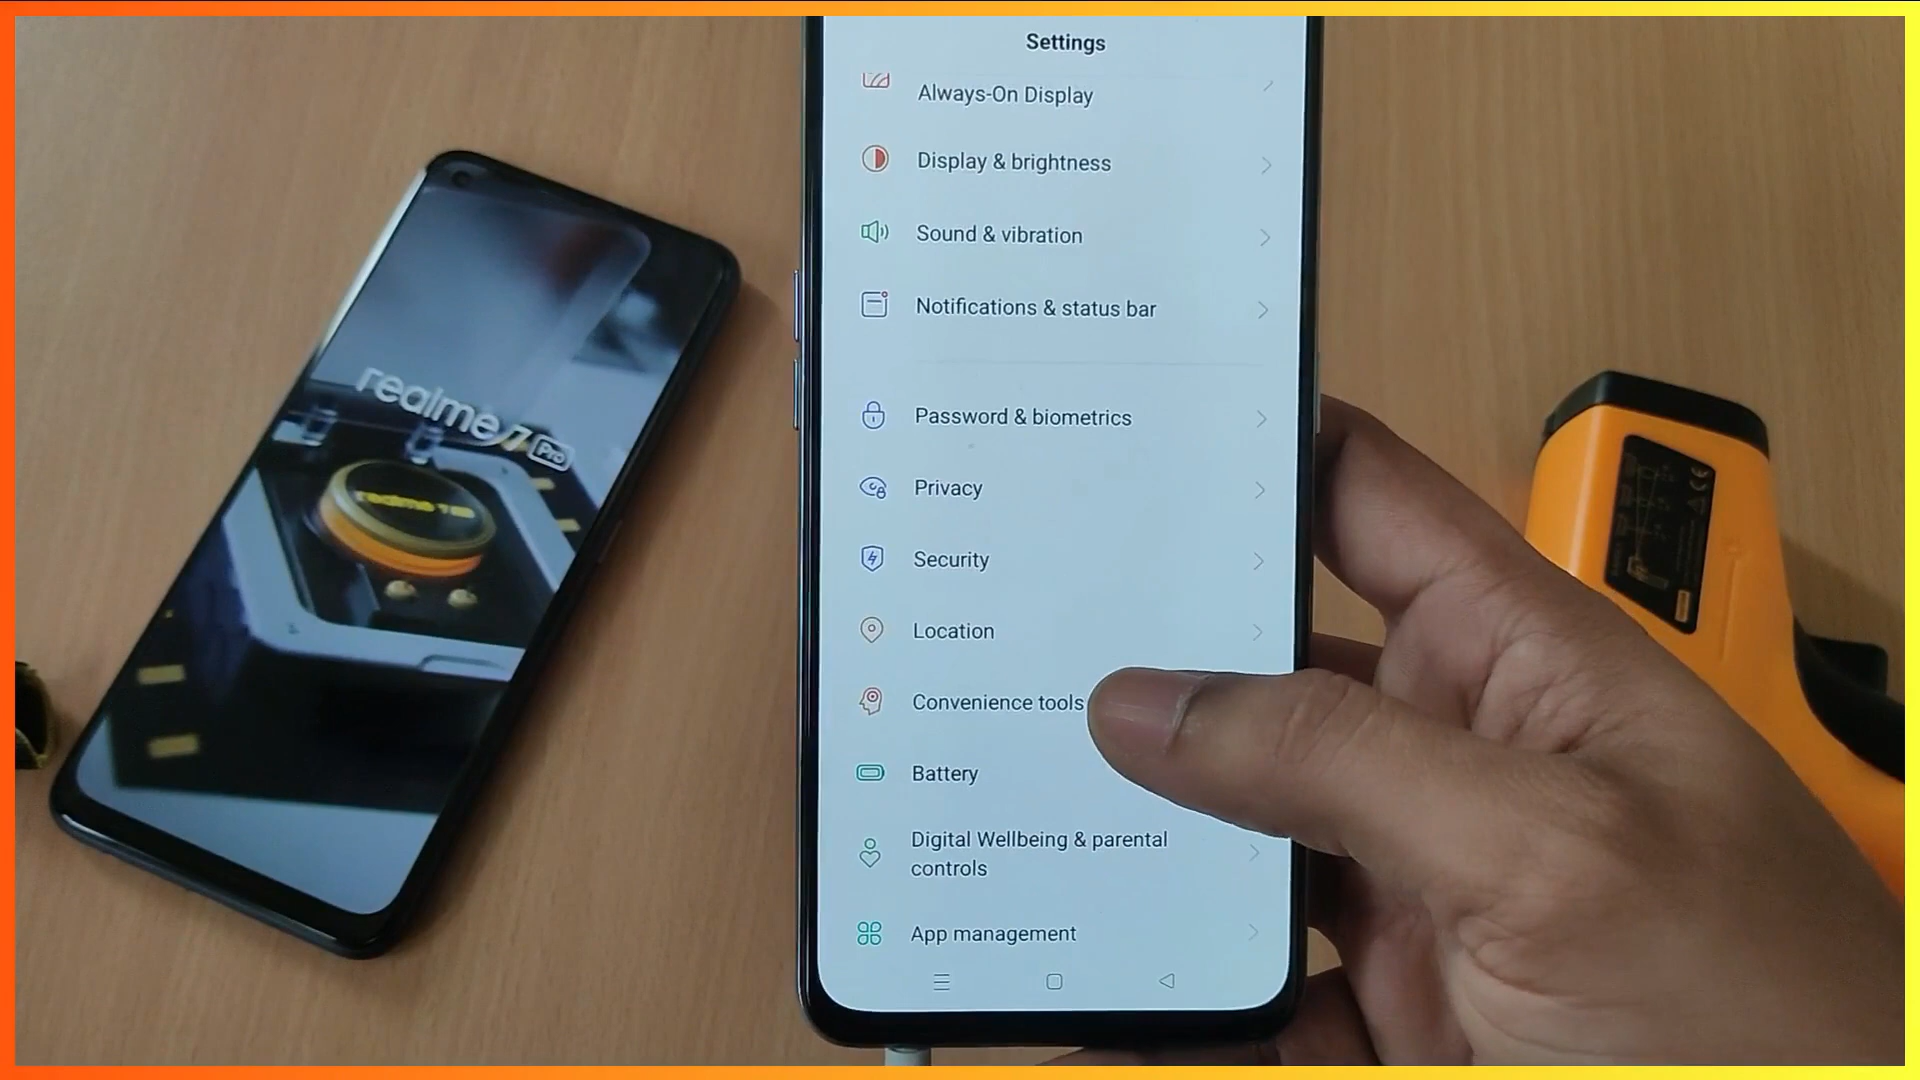 Settings
Always-On Display
Display & brightness
Sound & vibration
Notifications & status bar
Password & biometrics
Privacy
Security
Location
Convenience tools
Battery
Digital Wellbeing & parental
controls
App management
realme 7 Pro